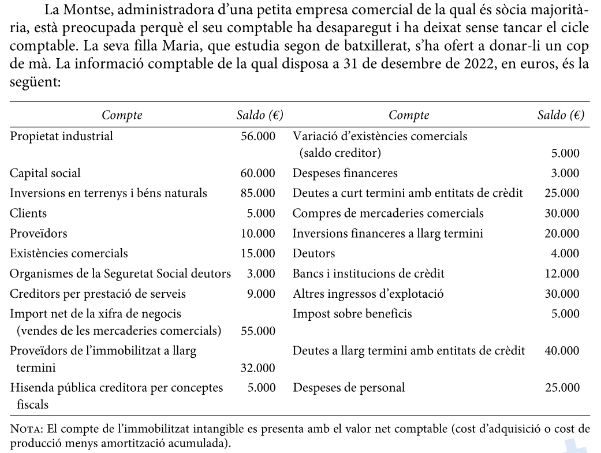 La Montse, administradora d'una petita empresa comercial de la qual és sòcia majorità-
ria, està preocupada perquè el seu comptable ha desaparegut i ha deixat sense tancar el cicle
comptable. La seva filla Maria, que estudia segon de batxillerat, s'ha ofert a donar-li un cop
de mà. La informació comptable de la qual disposa a 31 de desembre de 2022, en euros, és la
següent:
Compte Saldo (€) Compte Saldo (€)
Propietat industrial 56.000 Variació d'existències comercials
(saldo creditor) 5.000
Capital social 60.000 Despeses financeres 3.000
Inversions en terrenys i béns naturals 85.000 Deutes a curt termini amb entitats de crèdit 25.000
Clients 5.000 Compres de mercaderies comercials 30.000
Proveïdors 10.000 Inversions financeres a llarg termini 20.000
Existències comercials 15.000 Deutors 4.000
Organismes de la Seguretat Social deutors 3.000 Bancs i institucions de crèdit 12.000
Creditors per prestació de serveis 9.000 Altres ingressos d'explotació 30.000
Import net de la xifra de negocis Impost sobre beneficis 5.000
(vendes de les mercaderies comercials) 55.000
Proveïdors de l'immobilitzat a llarg Deutes a llarg termini amb entitats de crèdit 40.000
termini 32.000
Hisenda pública creditora per conceptes 5.000 Despeses de personal 25.000
fiscals
NOTA: El compte de l'immobilitzat intangible es presenta amb el valor net comptable (cost d'adquisició o cost de
producció menys amortització acumulada).